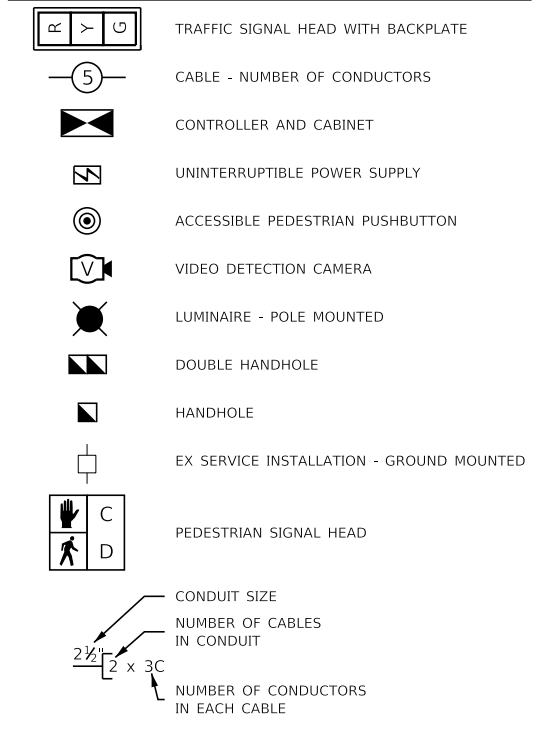 R Y G TRAFFIC SIGNAL HEAD WITH BACKPLATE
5 CABLE - NUMBER OF CONDUCTORS
CONTROLLER AND CABINET
UNINTERRUPTIBLE POWER SUPPLY
ACCESSIBLE PEDESTRIAN PUSHBUTTON
V VIDEO DETECTION CAMERA
LUMINAIRE - POLE MOUNTED
DOUBLE HANDHOLE
HANDHOLE
EX SERVICE INSTALLATION - GROUND MOUNTED
C
PEDESTRIAN SIGNAL HEAD
D
CONDUIT SIZE
NUMBER OF CABLES
IN CONDUIT
2½"
2 x 3C
NUMBER OF CONDUCTORS
IN EACH CABLE